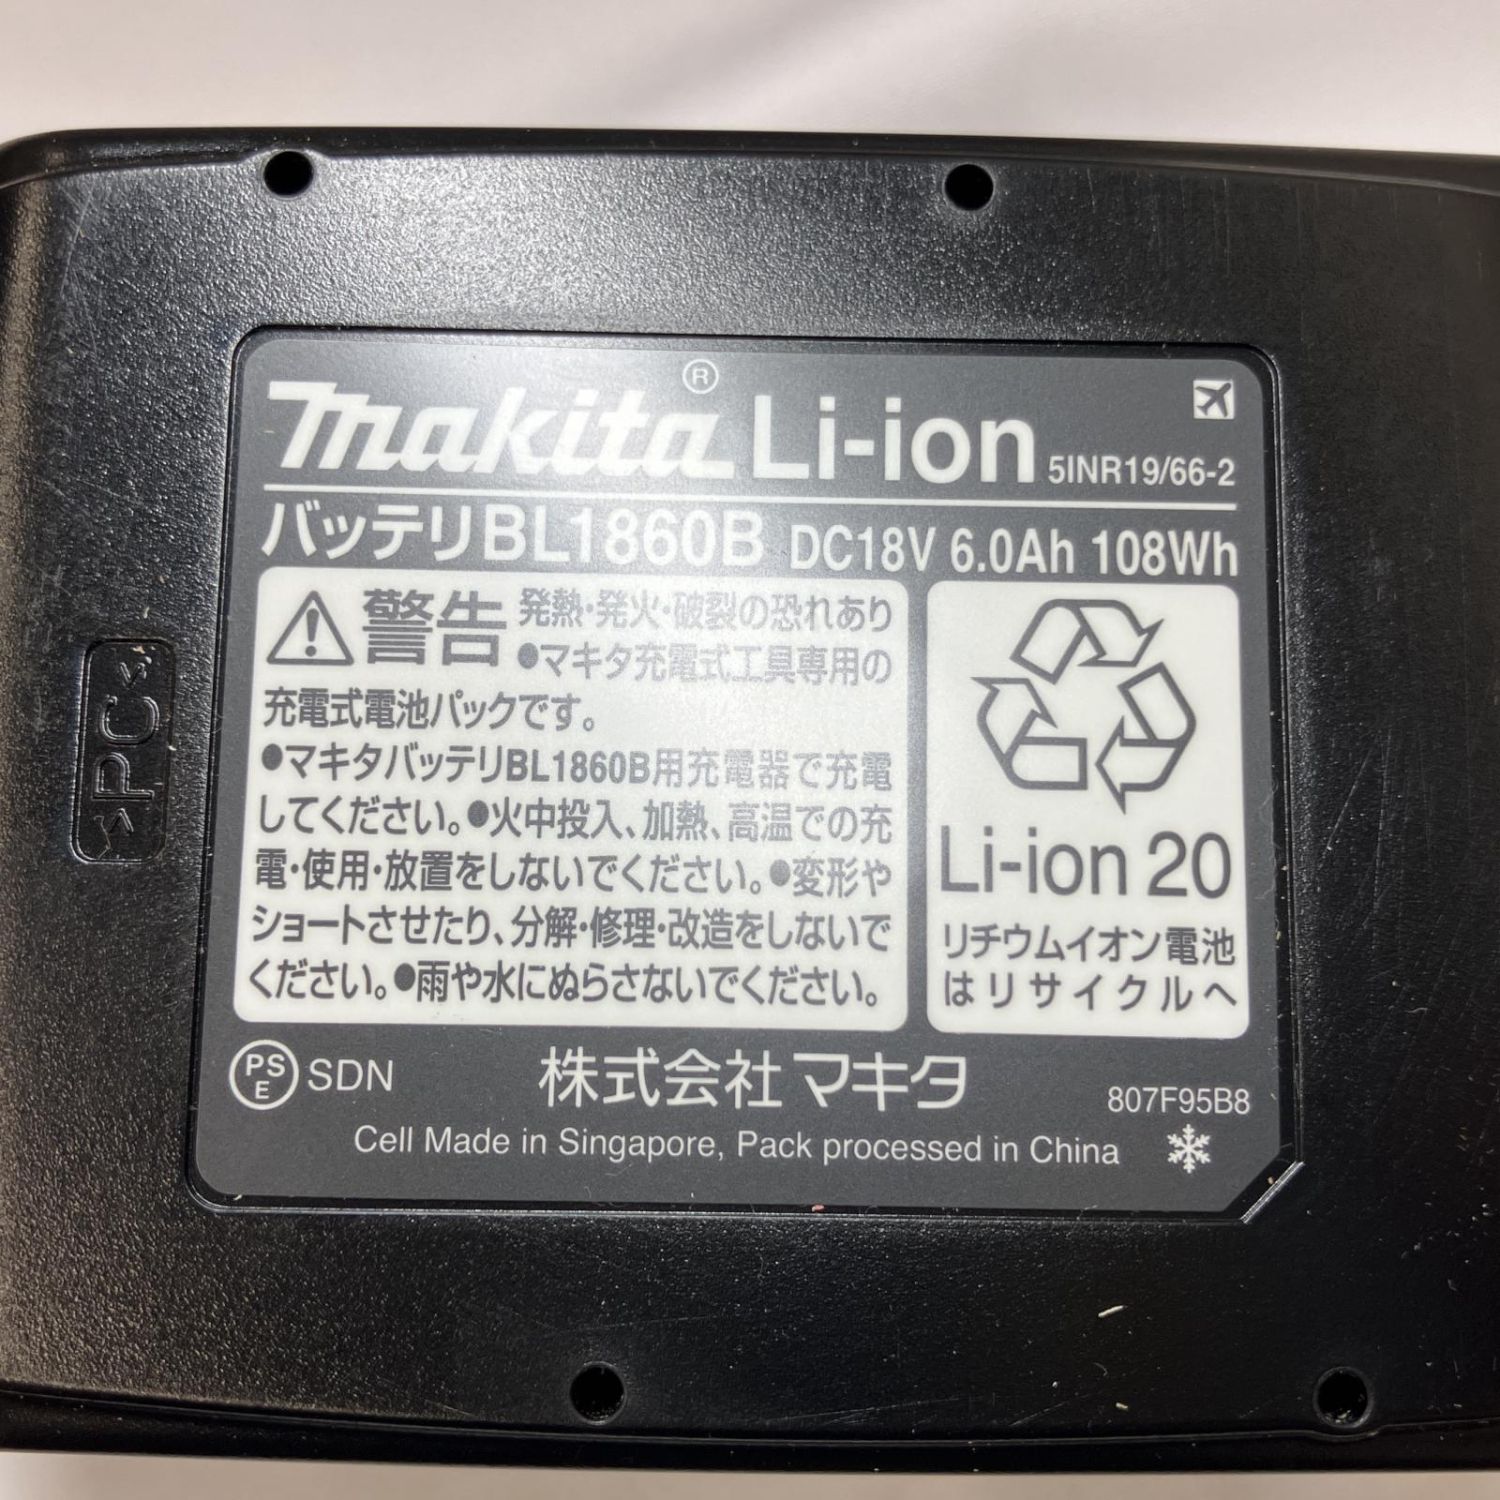 makita® Li-ion 5INR19/66-2
バッテリBL1860B DC18V 6.0Ah 108Wh
警告 発熱・発火・破裂の恐れあり
●マキタ充電式工具専用の
充電式電池パックです。
●マキタバッテリBL1860B用充電器で充電
してください。●火中投入、加熱、高温での充
電・使用・放置をしないでください。●変形や
ショートさせたり、分解・修理・改造をしないで
ください。●雨や水にぬらさないでください。
Li-ion 20
リチウムイオン電池
はリサイクルへ
PS
E
SDN 株式会社マキタ 807F95B8
Cell Made in Singapore, Pack processed in China
>PC<